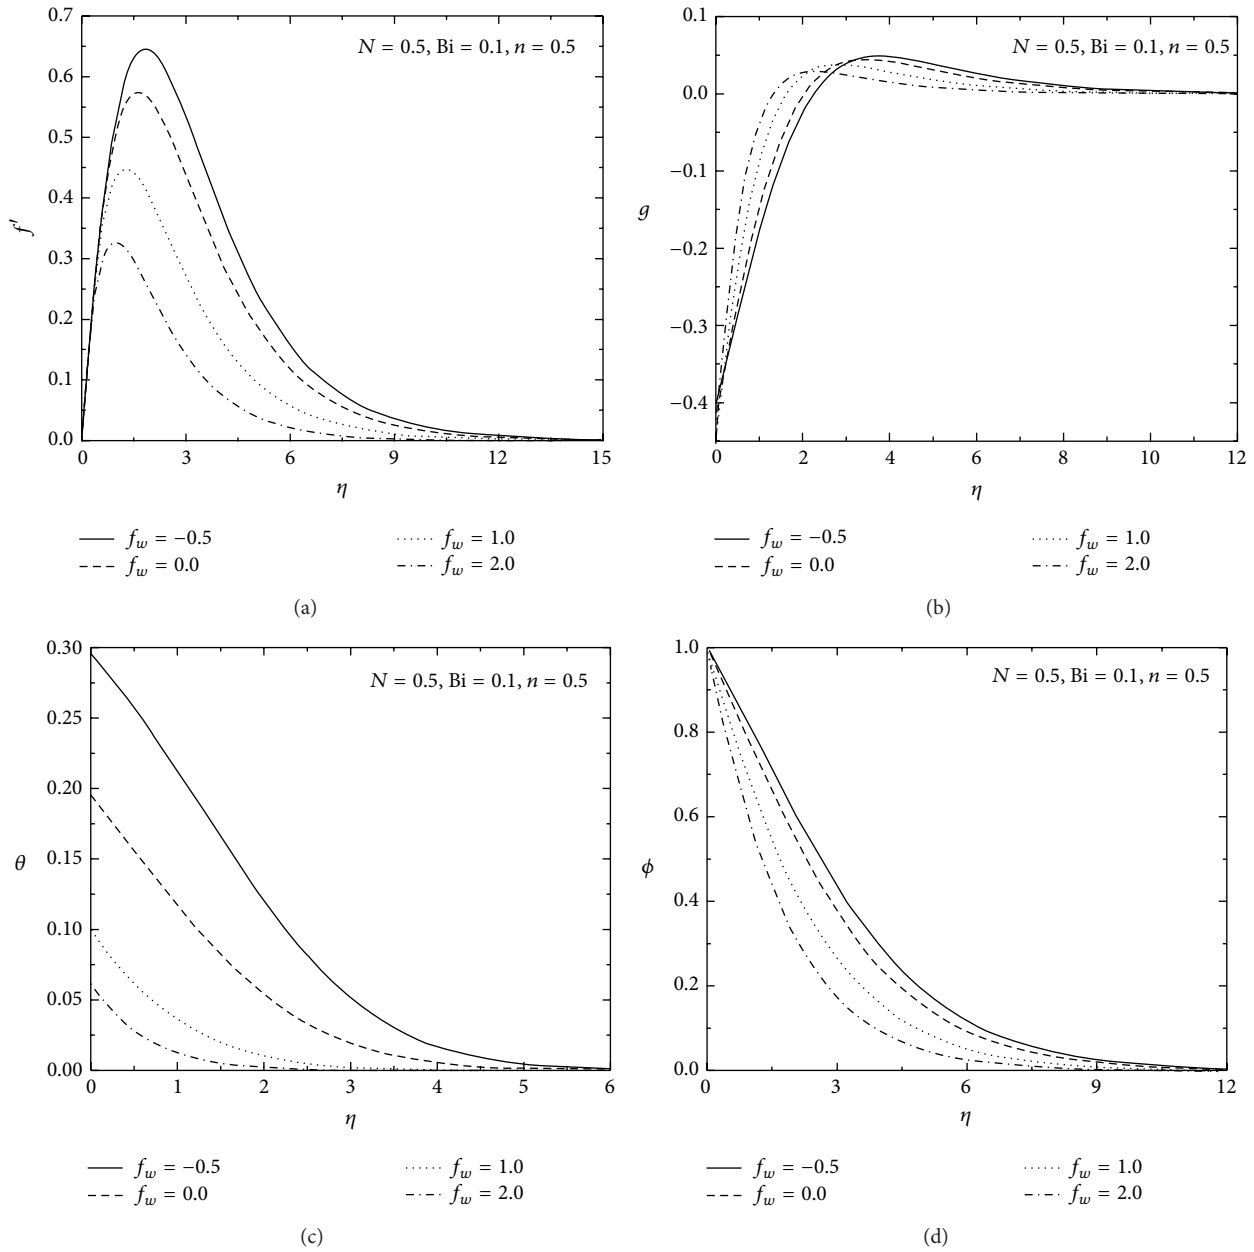 0.7
0.6
0.5
0.4
0.3
0.2
0.1
0.0
f′
N = 0.5, Bi = 0.1, n = 0.5
0 3 6 9 12 15
η
f_w = −0.5
f_w = 0.0
f_w = 1.0
f_w = 2.0
(a)
0.1
0.0
−0.1
−0.2
−0.3
−0.4
g
N = 0.5, Bi = 0.1, n = 0.5
0 2 4 6 8 10 12
η
f_w = −0.5
f_w = 0.0
f_w = 1.0
f_w = 2.0
(b)
0.30
0.25
0.20
0.15
0.10
0.05
0.00
θ
N = 0.5, Bi = 0.1, n = 0.5
0 1 2 3 4 5 6
η
f_w = −0.5
f_w = 0.0
f_w = 1.0
f_w = 2.0
(c)
1.0
0.8
0.6
0.4
0.2
0.0
ϕ
N = 0.5, Bi = 0.1, n = 0.5
0 3 6 9 12
η
f_w = −0.5
f_w = 0.0
f_w = 1.0
f_w = 2.0
(d)